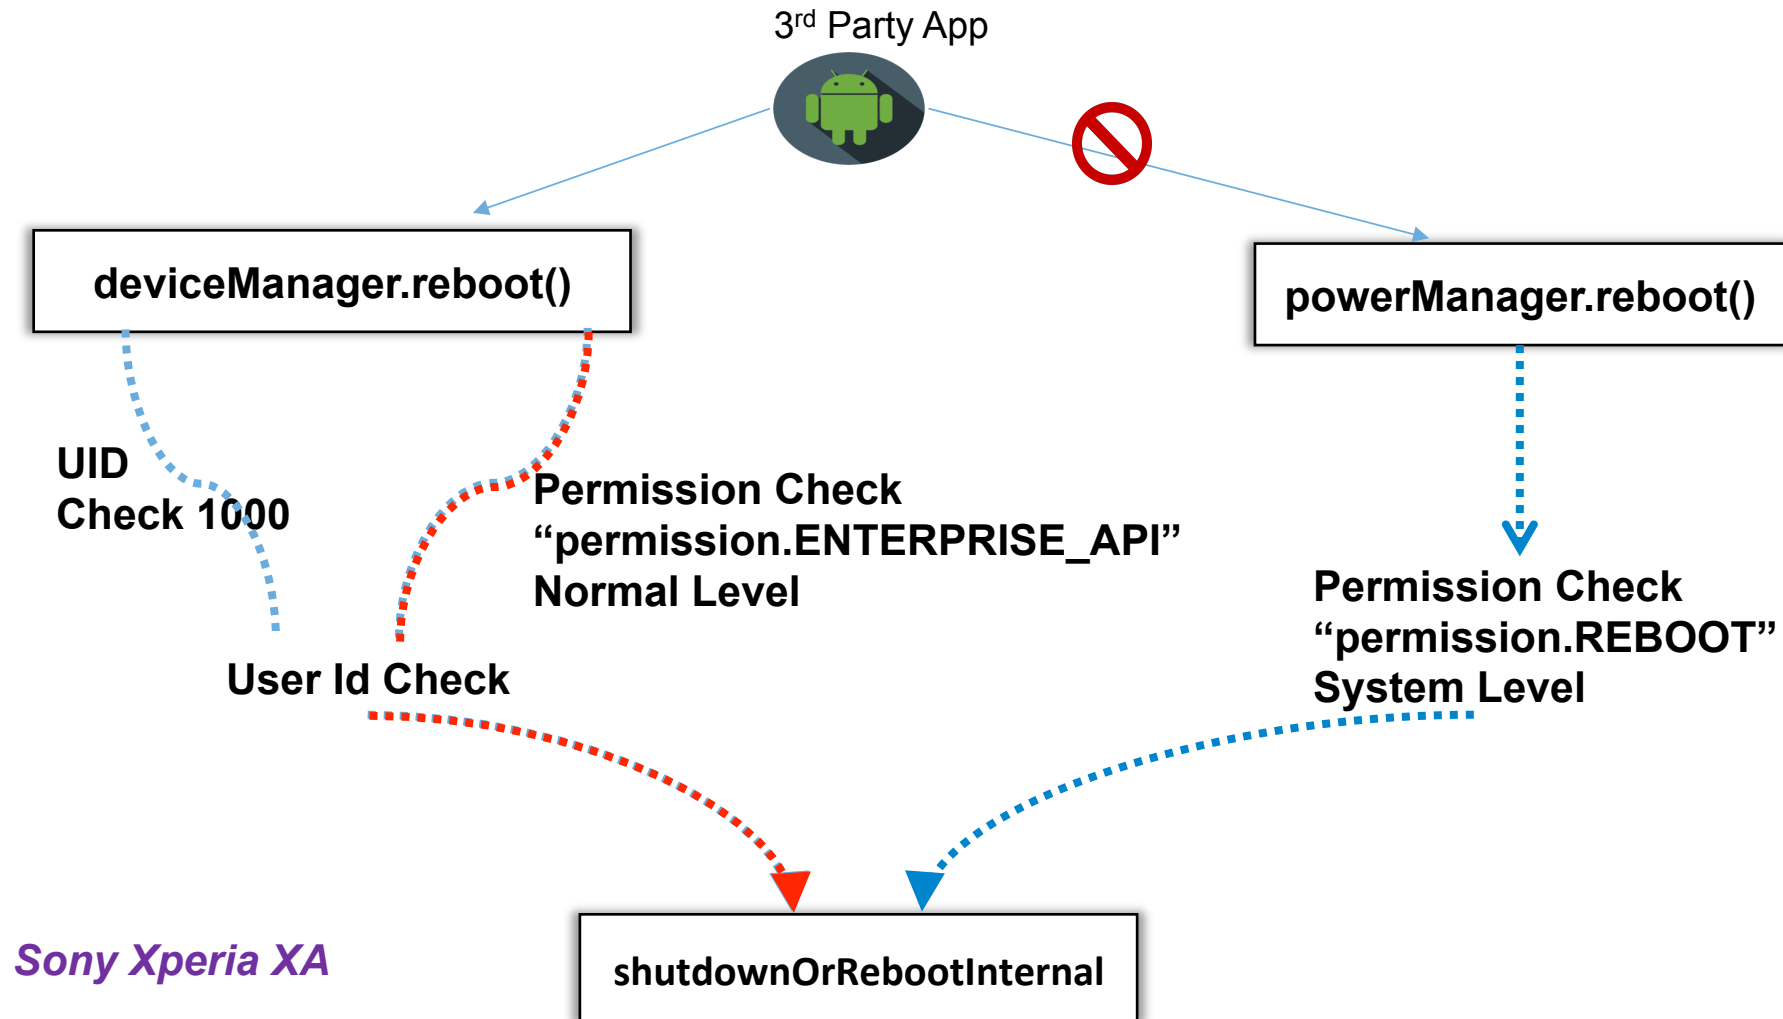 3rd Party App
deviceManager.reboot()
powerManager.reboot()
UID
Check 1000
Permission Check
“permission.ENTERPRISE_API”
Normal Level
Permission Check
“permission.REBOOT”
System Level
User Id Check
Sony Xperia XA
shutdownOrRebootInternal